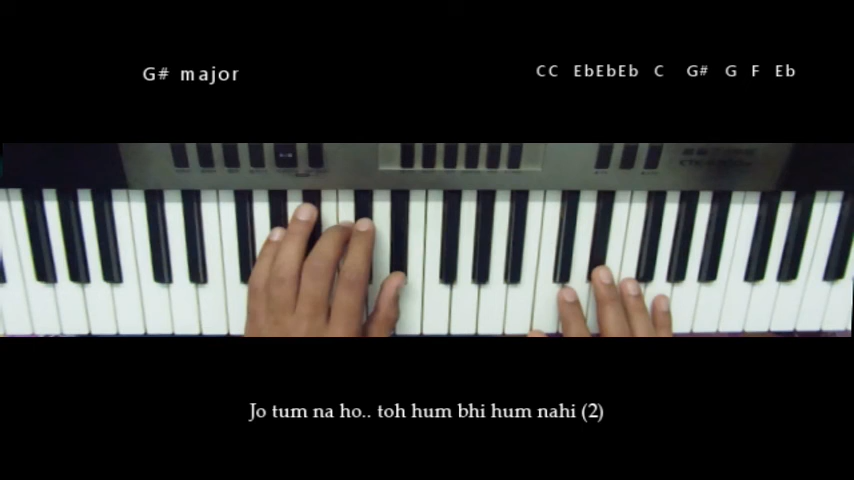 G# major
CC EbEbEb C G# G F Eb
Jo tum na ho.. toh hum bhi hum nahi (2)